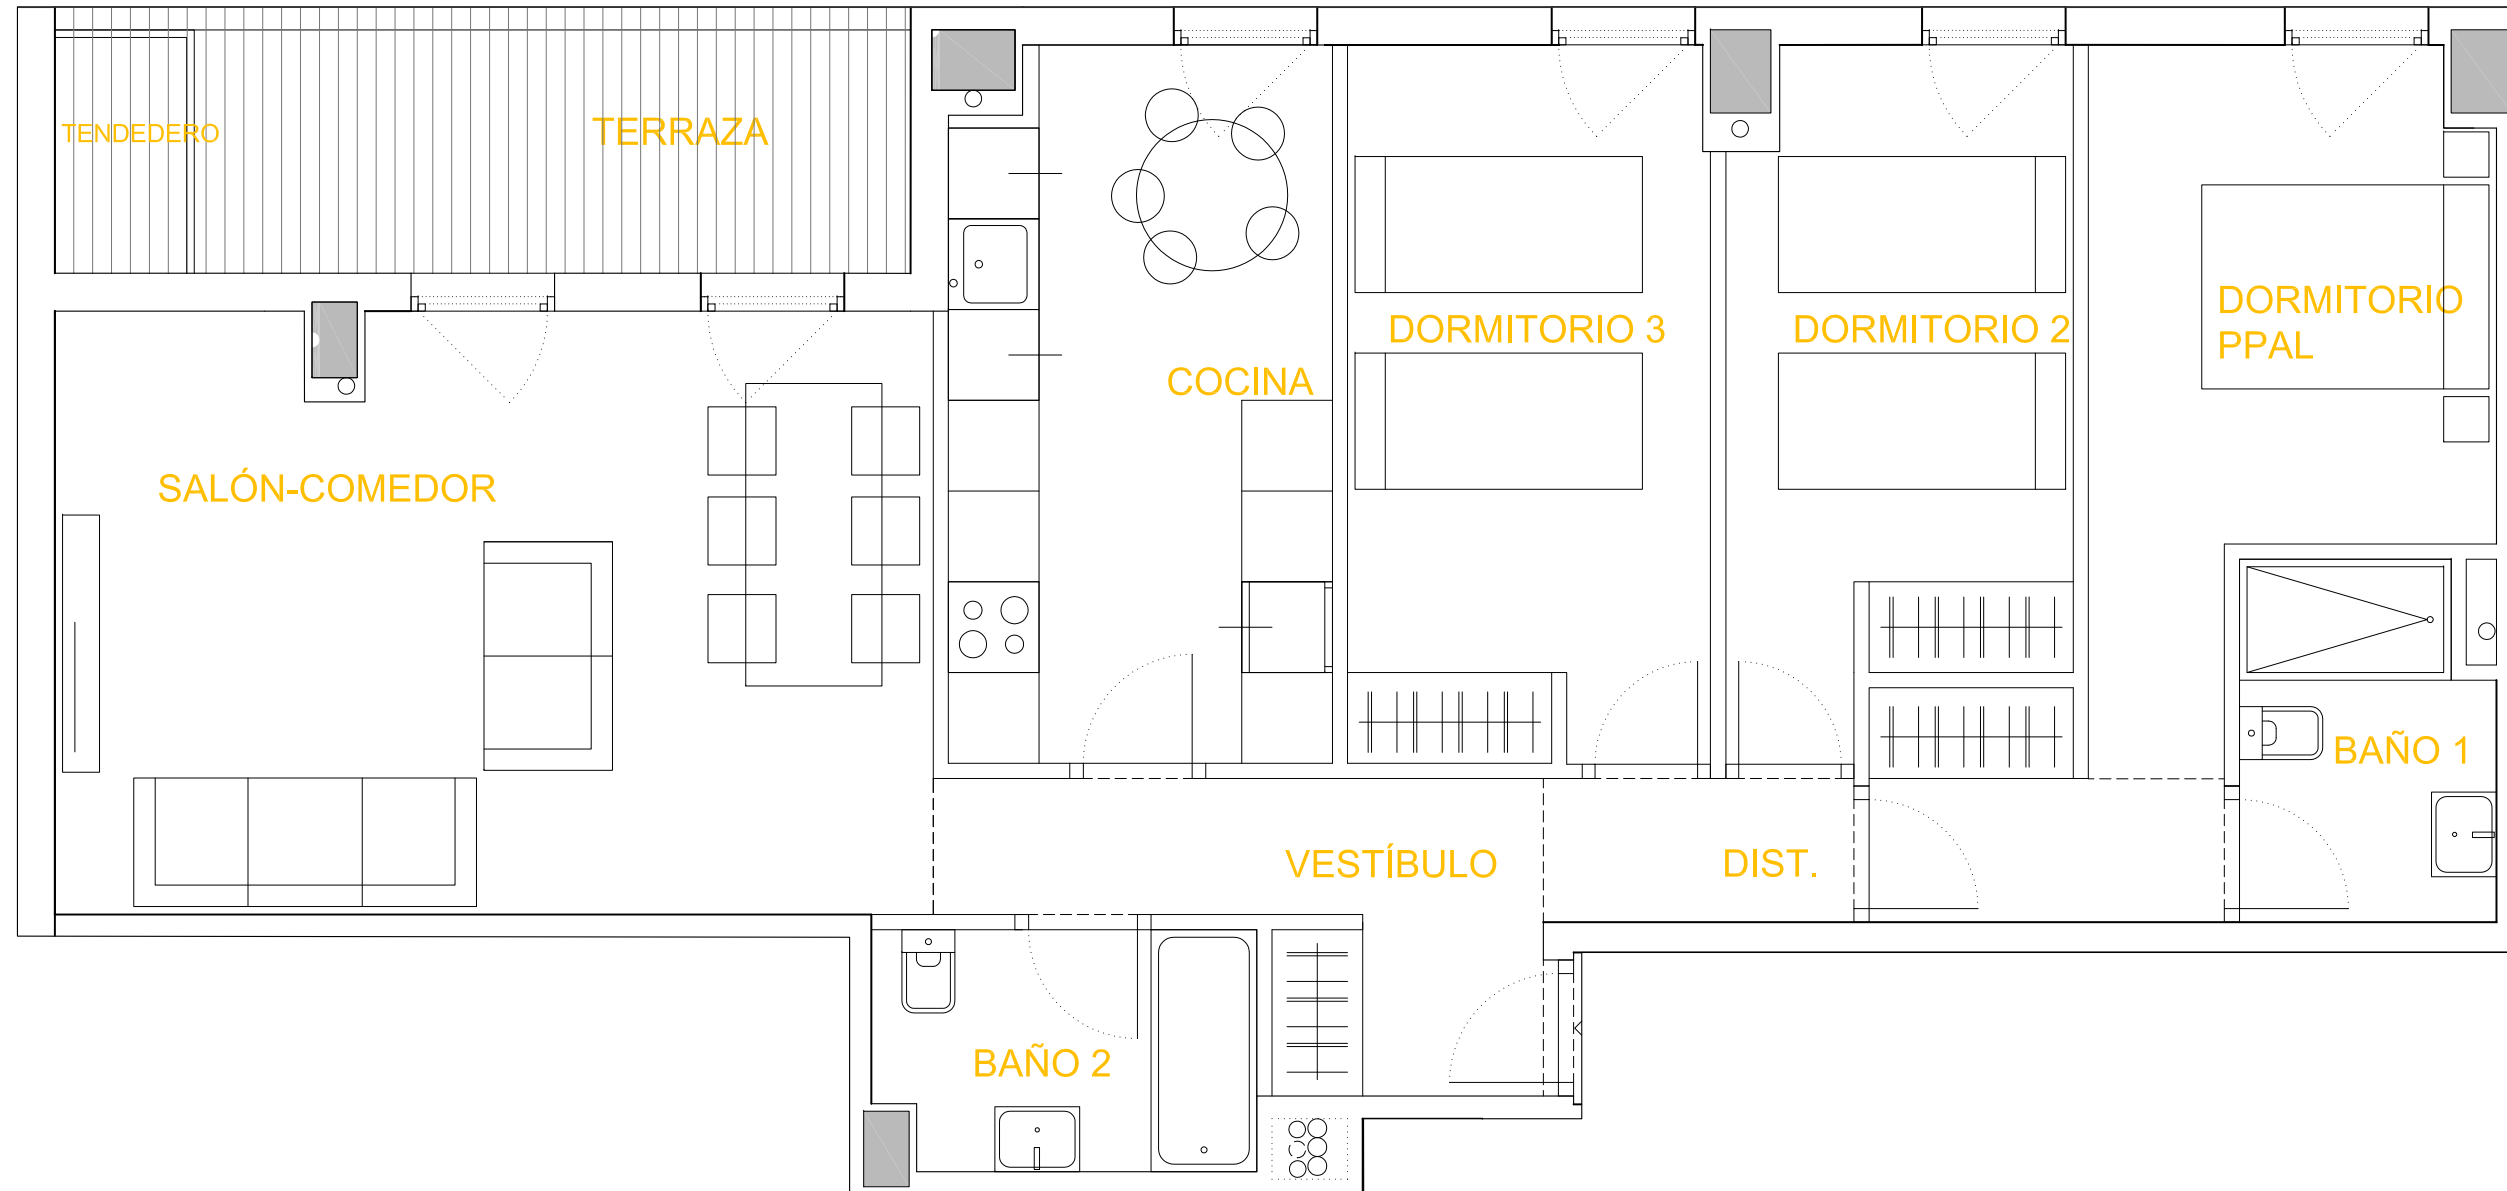 TENDEDERO
TERRAZA
DORMITORIO
PPAL
DORMITORIO 3
DORMITORIO 2
COCINA
SALÓN-COMEDOR
BAÑO 1
VESTÍBULO
DIST.
BAÑO 2